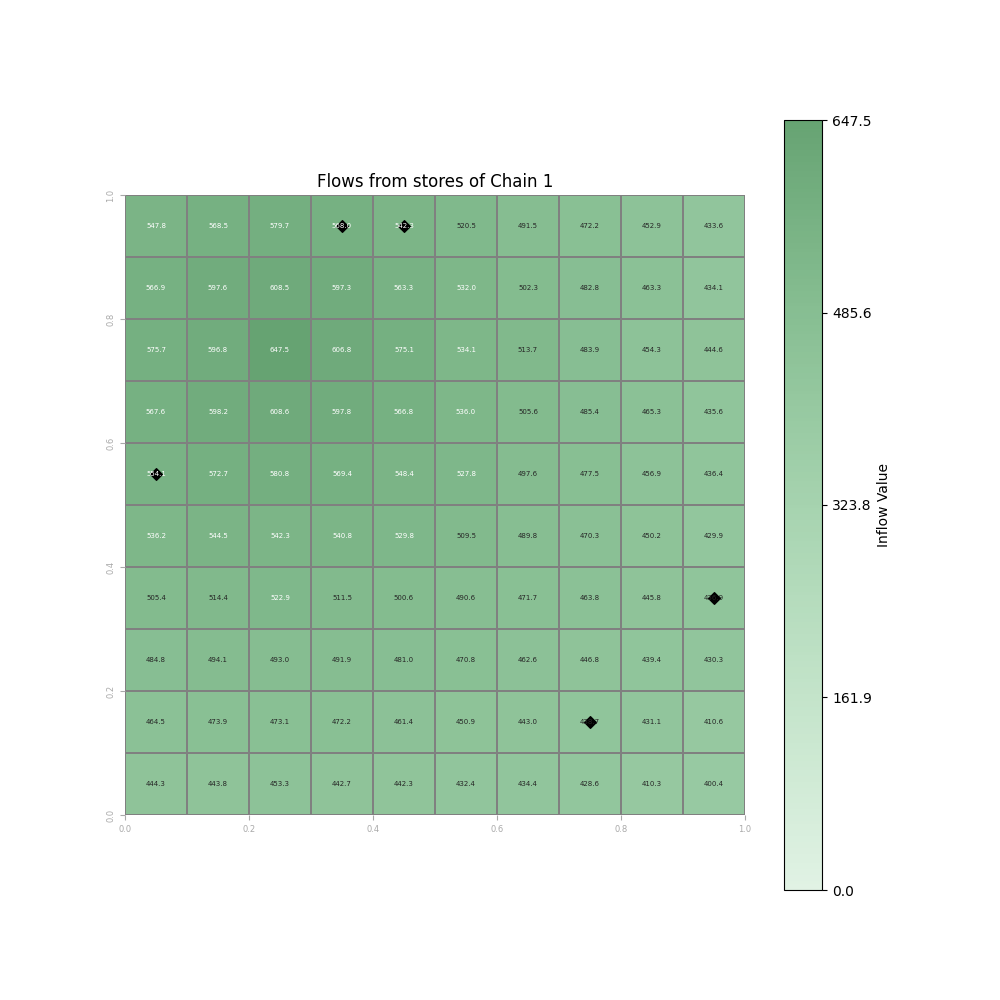 Flows from stores of Chain 1
1.0 547.8 568.5 579.7 520.5 491.5 472.2 452.9 433.6
566.9 597.6 608.5 597.3 563.3 532.0 502.3 482.8 463.3 434.1
0.8
575.7 596.8 647.5 606.8 575.1 534.1 513.7 483.9 454.3 444.6
567.6 598.2 608.6 597.8 566.8 536.0 505.6 485.4 465.3 435.6
0.6
572.7 580.8 569.4 548.4 527.8 497.6 477.5 456.9 436.4
536.2 544.5 542.3 540.8 529.8 509.5 489.8 470.3 450.2 429.9
0.4
505.4 514.4 522.9 511.5 500.6 490.6 471.7 463.8 445.8
484.8 494.1 493.0 491.9 481.0 470.8 462.6 446.8 439.4 430.3
0.2
464.5 473.9 473.1 472.2 461.4 450.9 443.0 431.1 410.6
444.3 443.8 453.3 442.7 442.3 432.4 434.4 428.6 410.3 400.4
0.0
0.0 0.2 0.4 0.6 0.8 1.0
647.5
485.6
323.8
161.9
0.0
Inflow Value